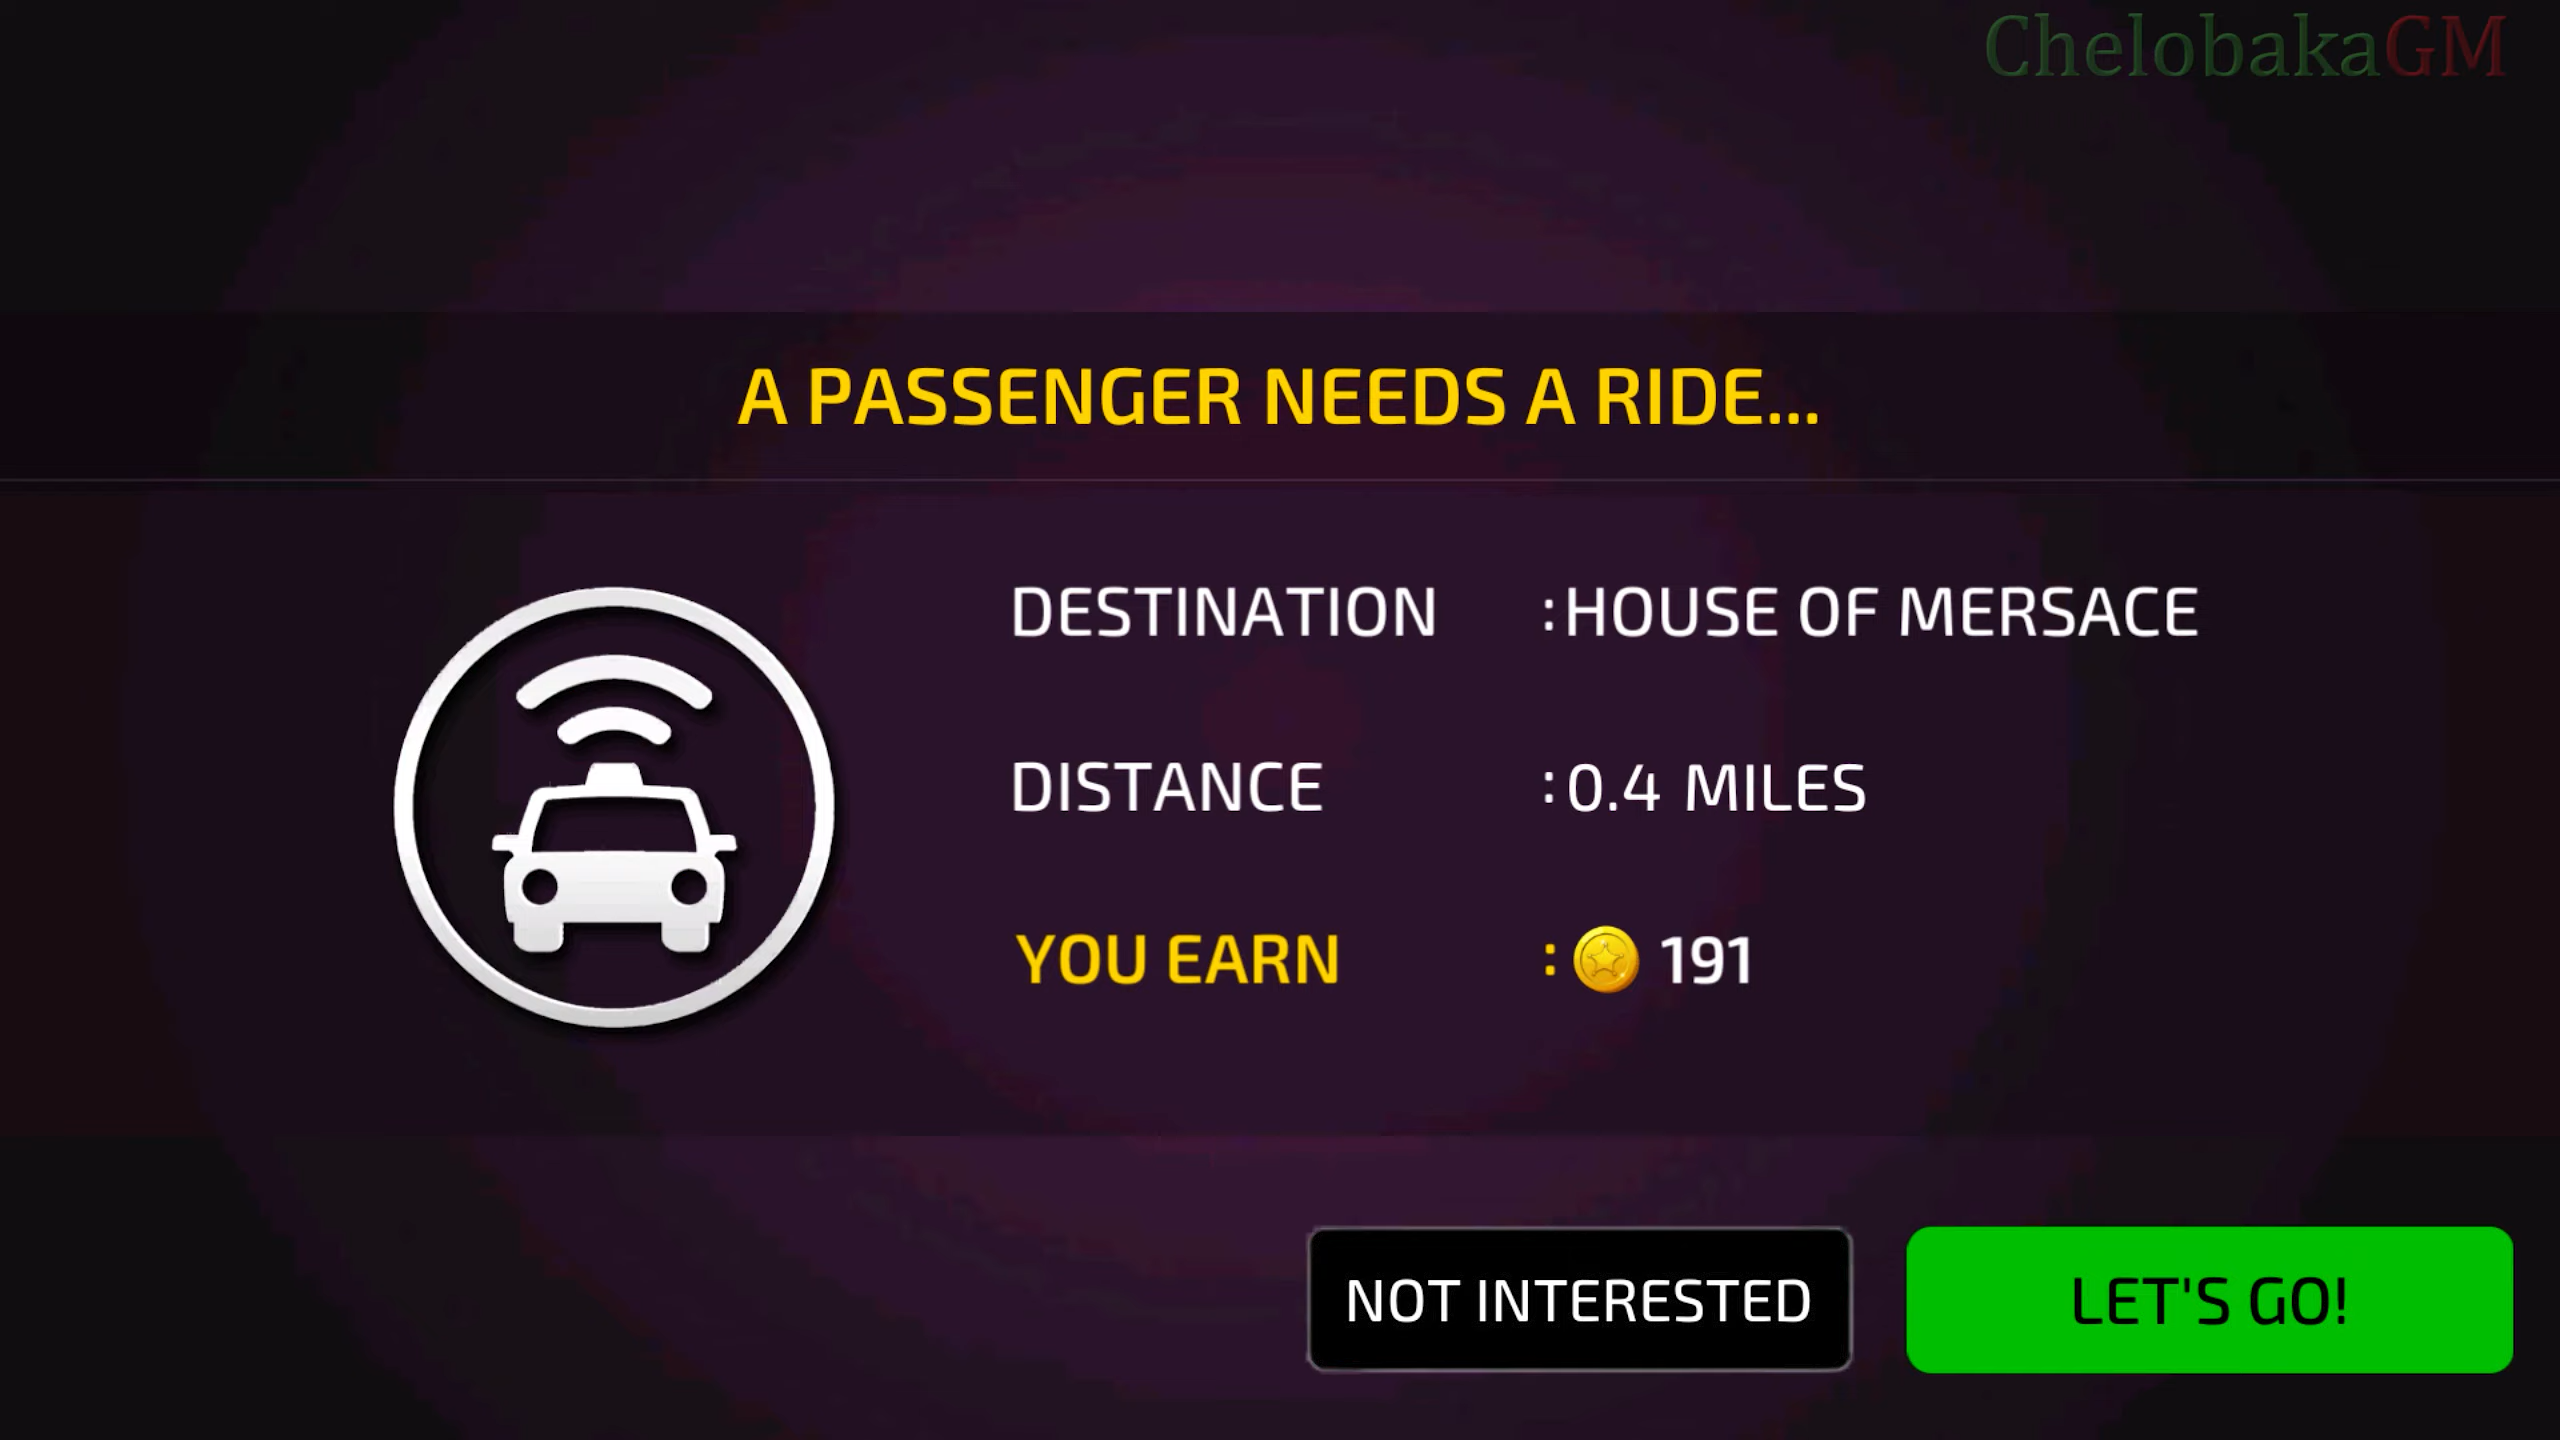 ChelobakaGM
A PASSENGER NEEDS A RIDE...
DESTINATION :HOUSE OF MERSACE
DISTANCE :0.4 MILES
YOU EARN : 191
NOT INTERESTED LET'S GO!